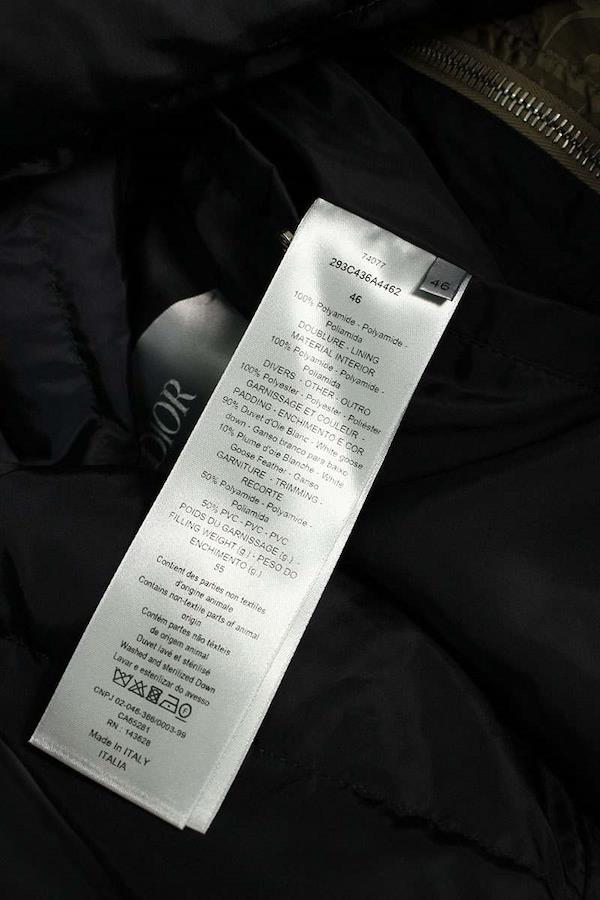 74077
293C436A4462
46
46
100% Polyamide - Polyamide -
Poliamida
DOUBLURE - LINING
MATERIAL INTERIOR
100% Polyamide - Polyamide -
Poliamida
DIVERS - OTHER - OUTRO
100% Polyester - Polyester - Poliéster
GARNISSAGE ET COULEUR -
PADDING - ENCHIMENTO E COR
90% Duvet d'Oie Blanc - White goose
down - Ganso branco para baixo
10% Plume d'oie Blanche - White
Goose Feather - Ganso
GARNITURE - TRIMMING -
RECORTE
50% Polyamide - Polyamide -
Poliamida
50% PVC - PVC - PVC
POIDS DU GARNISSAGE (g.) -
FILLING WEIGHT (g.) - PESO DO
ENCHIMENTO (g.)
55
Contient des parties non textiles
d'origine animale
Contains non-textile parts of animal
origin
Contém partes não têxteis
de origem animal
Duvet lavé et stérilisé
Washed and sterilized Down
Lavar e esterilizar do avesso
CNPJ 02-046-366/0003-99
CA65281
RN : 143628
Made In ITALY
ITALIA
DIOR